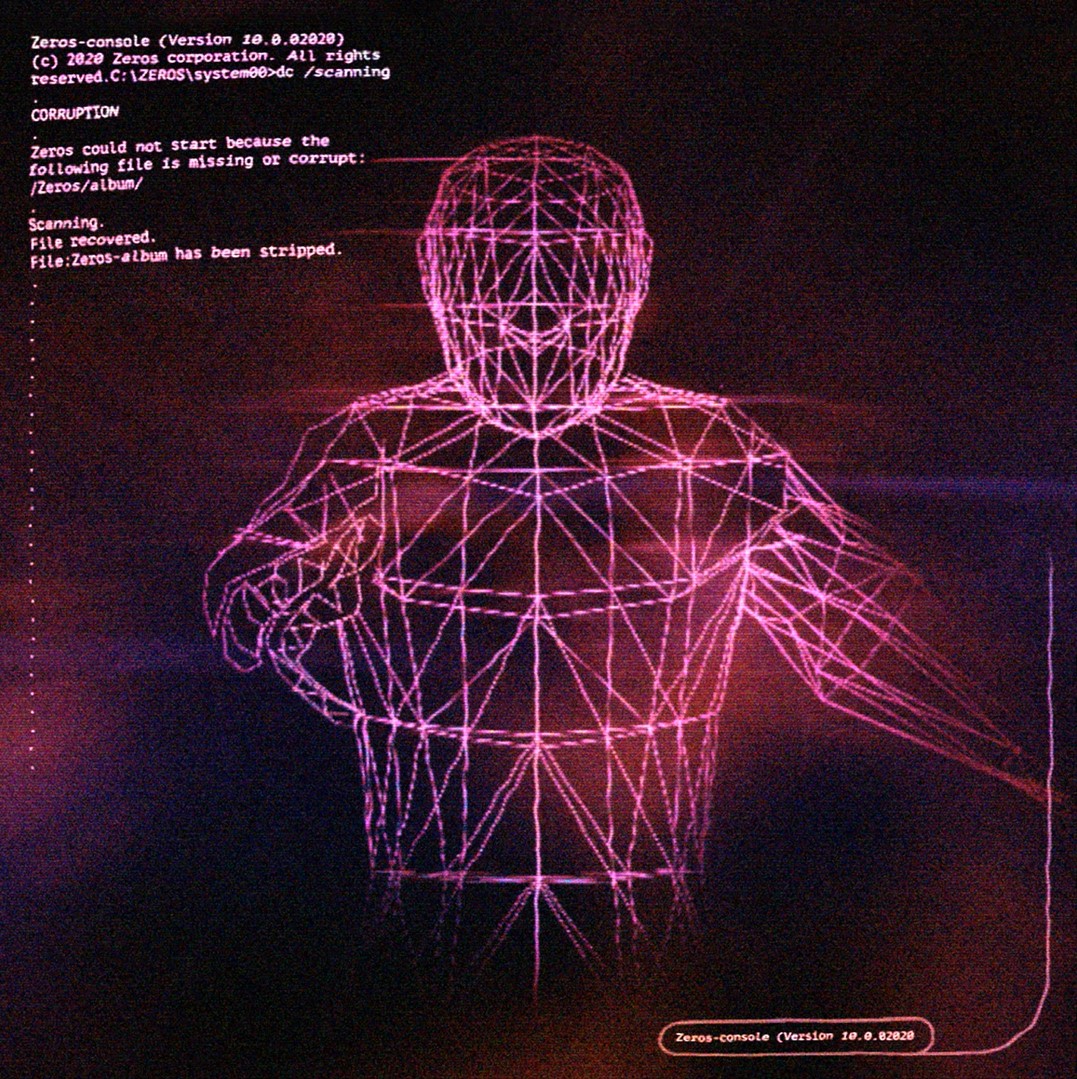 Zeros-console (Version 10.0.02020)
(c) 2020 Zeros corporation. All rights
reserved.C:\ZEROS\system00>dc /scanning
.
CORRUPTION
.
Zeros could not start because the
following file is missing or corrupt:
/Zeros/album/
.
Scanning.
File recovered.
File:Zeros-album has been stripped.
Zeros-console (Version 10.0.02020